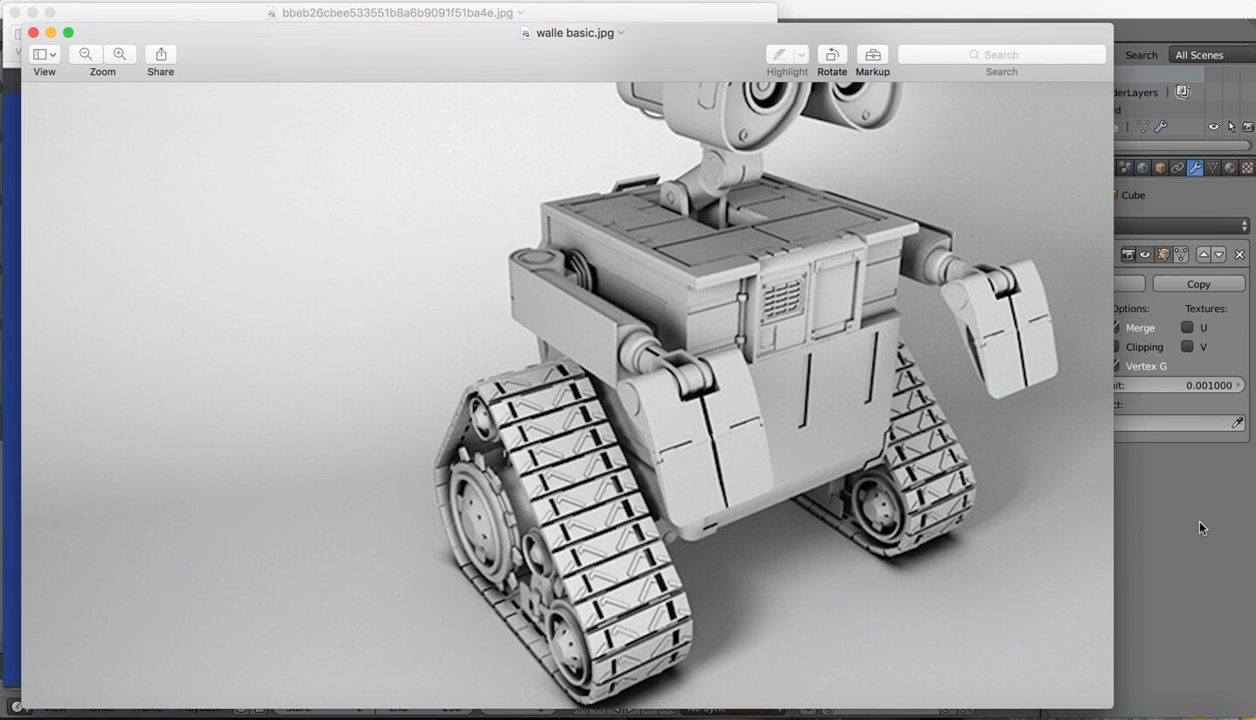 bbeb26cbee533551b8a6b9091f51ba4e.jpg
walle basic.jpg
View
Zoom
Share
Highlight
Rotate
Markup
Search
Search
Search
All Scenes
derLayers
Cube
Copy
Options:
Textures:
Merge
U
Clipping
V
Vertex G
0.001000